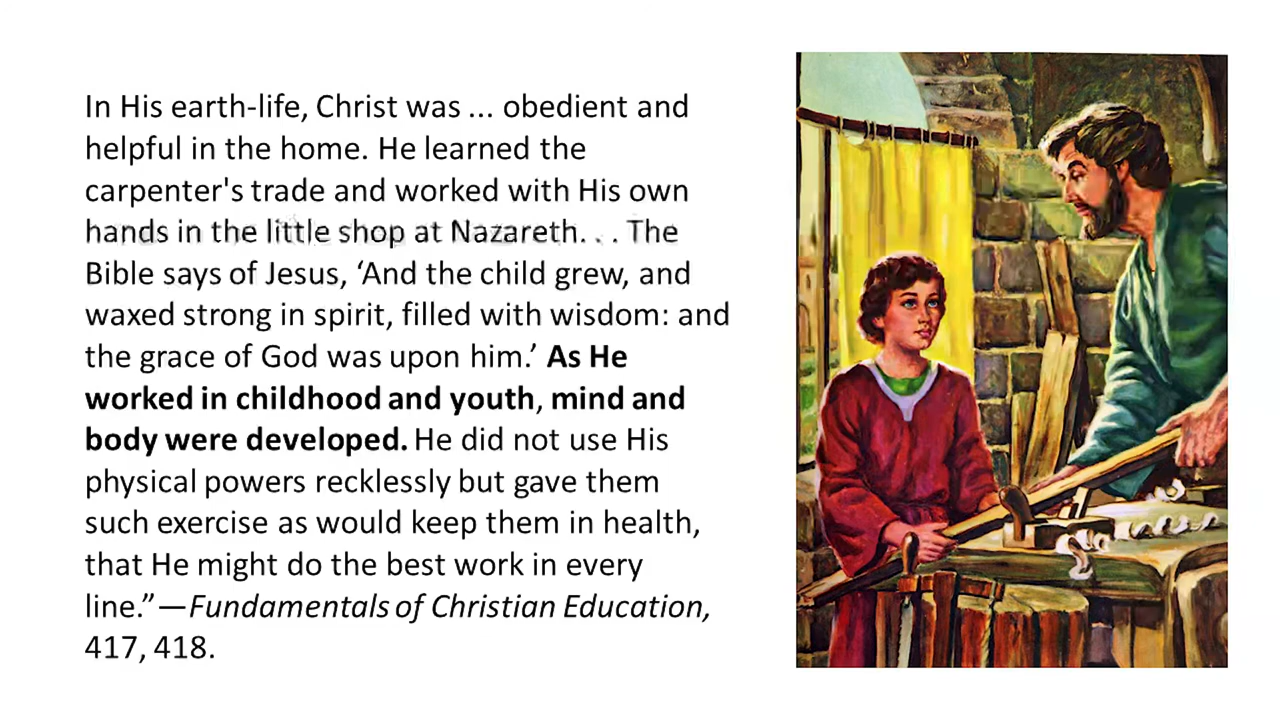 In His earth-life, Christ was ... obedient and
helpful in the home. He learned the
carpenter's trade and worked with His own
hands in the little shop at Nazareth. . . The
Bible says of Jesus, ‘And the child grew, and
waxed strong in spirit, filled with wisdom: and
the grace of God was upon him.’ As He
worked in childhood and youth, mind and
body were developed. He did not use His
physical powers recklessly but gave them
such exercise as would keep them in health,
that He might do the best work in every
line.”—Fundamentals of Christian Education,
417, 418.